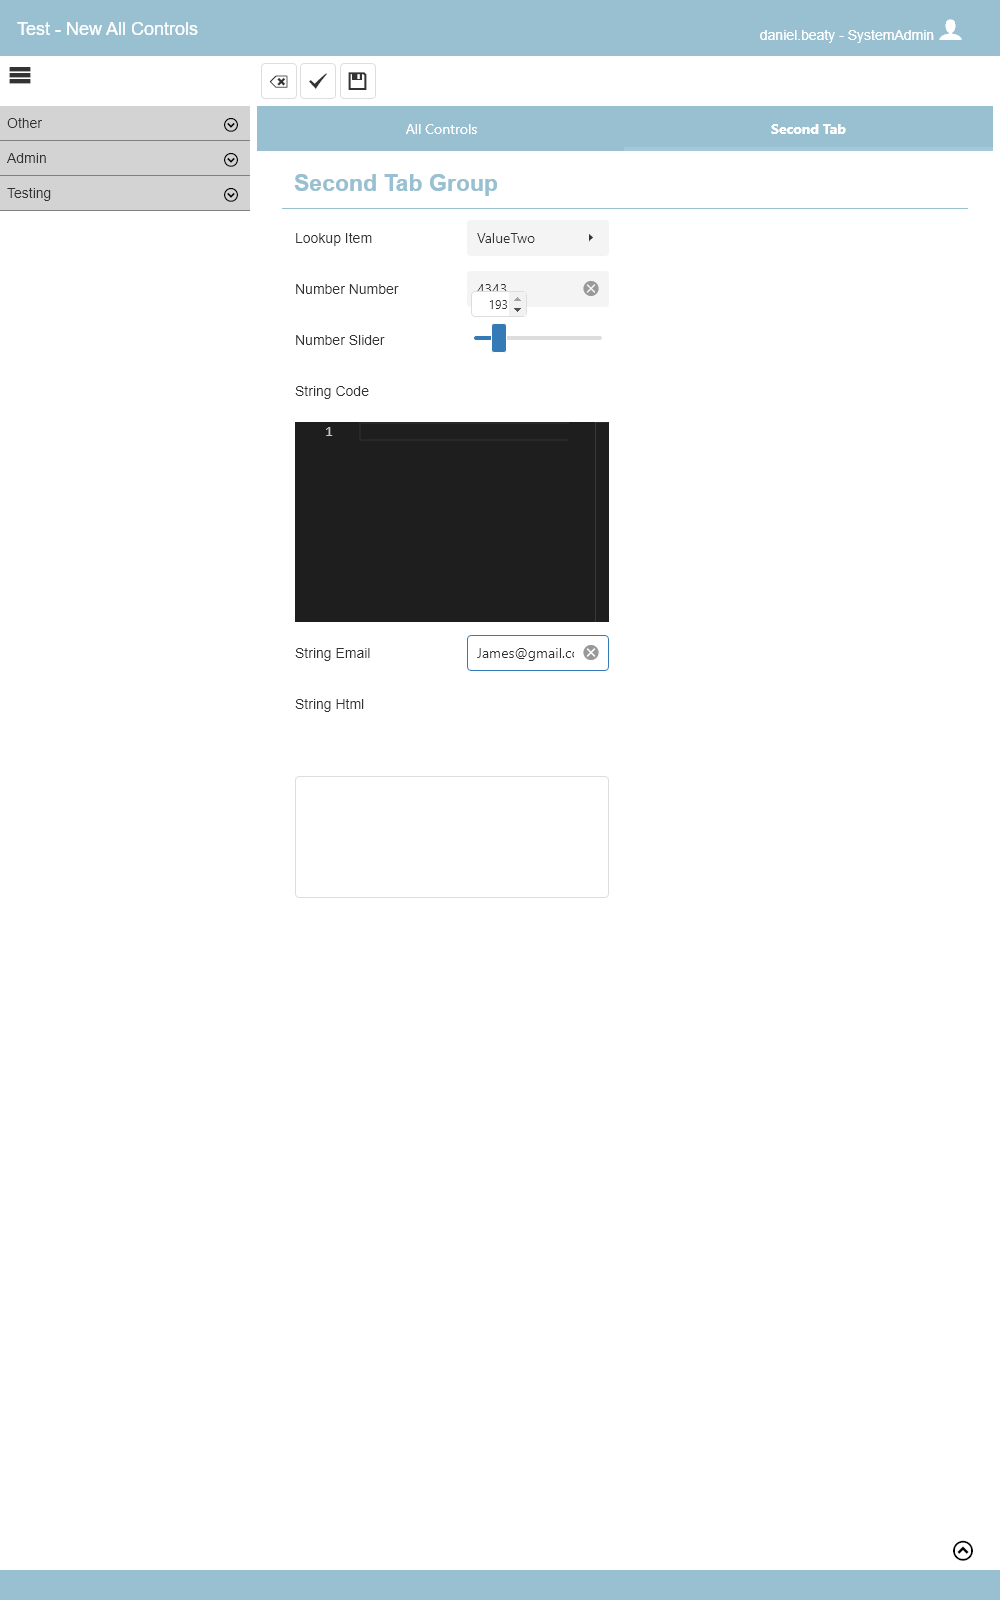 Test - New All Controls
daniel.beaty - SystemAdmin
Other
Admin
Testing
All Controls
Second Tab
Second Tab Group
Lookup Item
ValueTwo
Number Number
4343
193
Number Slider
String Code
1
String Email
James@gmail.cc
String Html